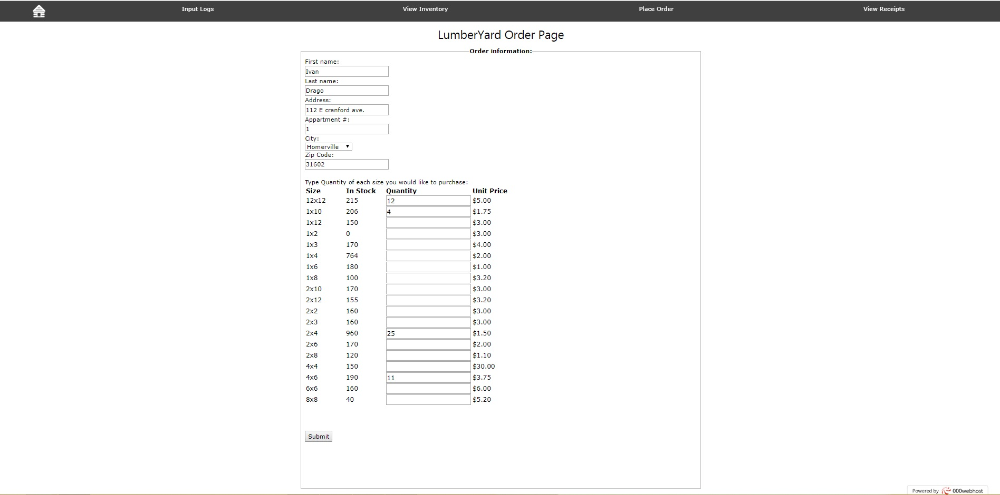 Input Logs View Inventory Place Order View Receipts
LumberYard Order Page
Order information:
First name:
Ivan
Last name:
Drago
Address:
112 E cranford ave.
Appartment #:
1
City:
Homerville
Zip Code:
31602
Type Quantity of each size you would like to purchase:
Size In Stock Quantity Unit Price
12x12 215 12 $5.00
1x10 206 4 $1.75
1x12 150 $3.00
1x2 0 $3.00
1x3 170 $4.00
1x4 764 $2.00
1x6 180 $1.00
1x8 100 $3.20
2x10 170 $3.00
2x12 155 $3.20
2x2 160 $3.00
2x3 160 $3.00
2x4 960 25 $1.50
2x6 170 $2.00
2x8 120 $1.10
4x4 150 $30.00
4x6 190 11 $3.75
6x6 160 $6.00
8x8 40 $5.20
Submit
Powered by 000webhost